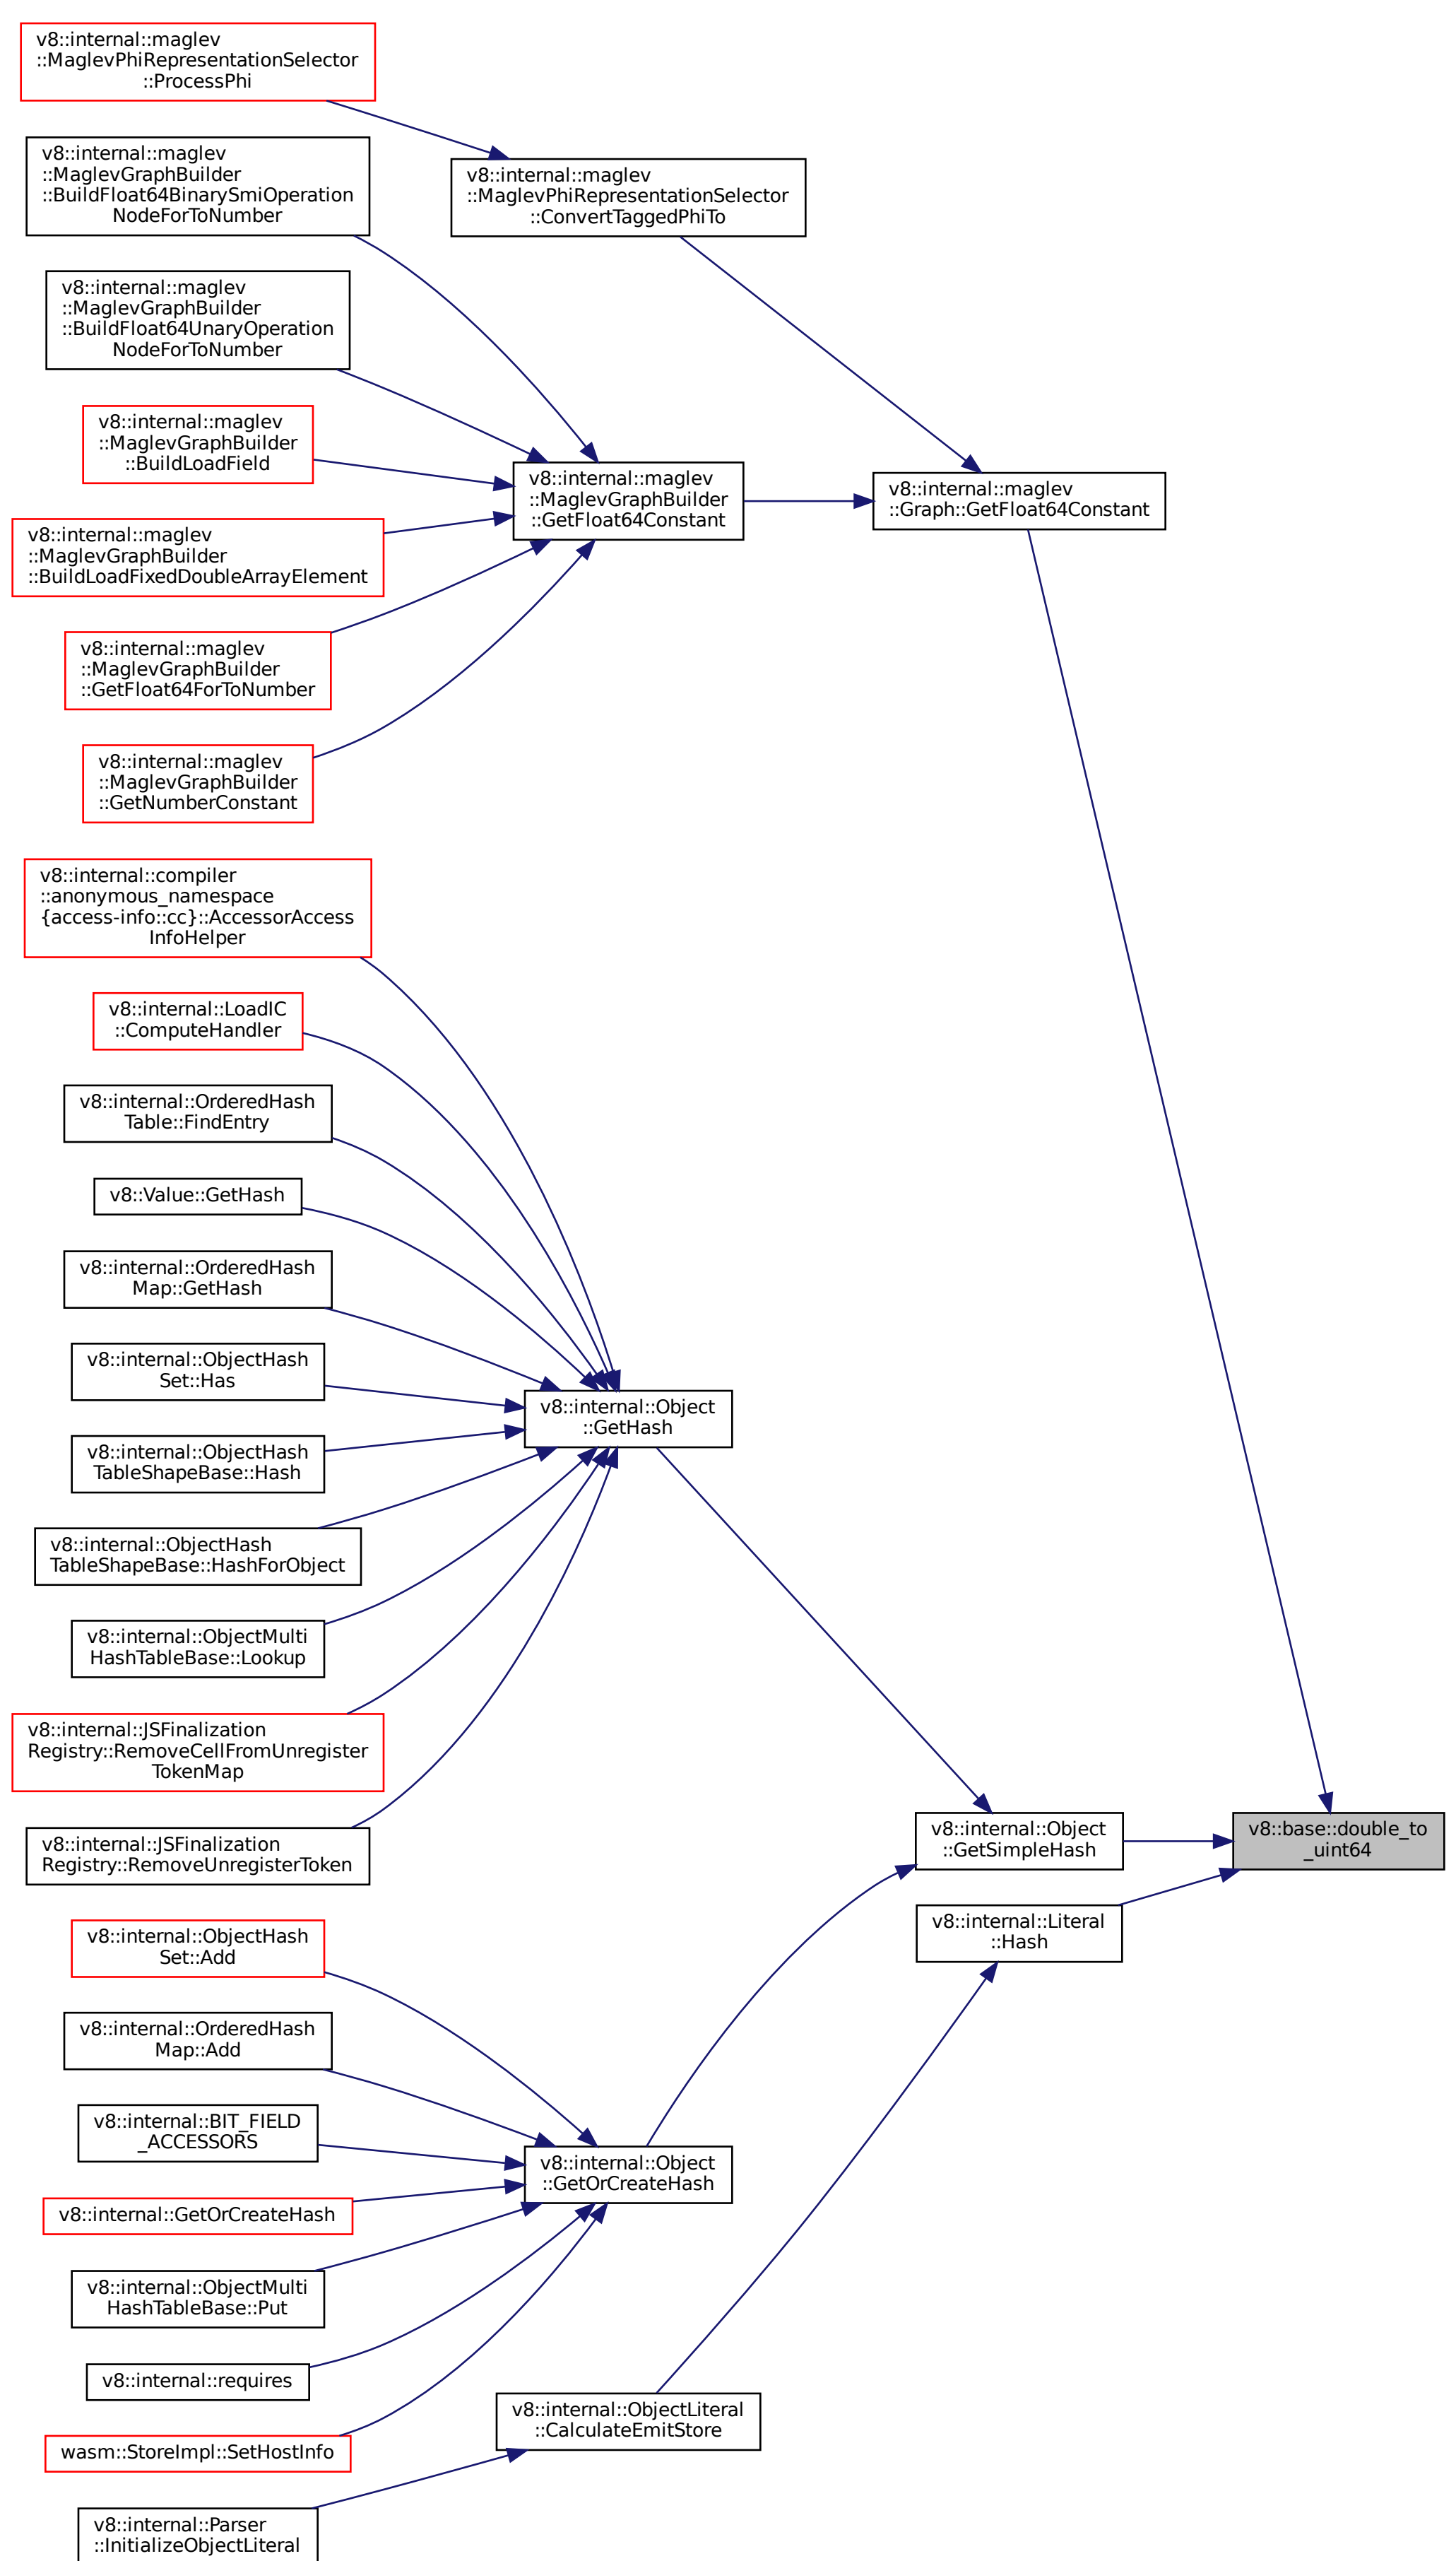 v8::internal::maglev
::MaglevPhiRepresentationSelector
::ProcessPhi
v8::internal::maglev
::MaglevGraphBuilder
::BuildFloat64BinarySmiOperation
NodeForToNumber
v8::internal::maglev
::MaglevPhiRepresentationSelector
::ConvertTaggedPhiTo
v8::internal::maglev
::MaglevGraphBuilder
::BuildFloat64UnaryOperation
NodeForToNumber
v8::internal::maglev
::MaglevGraphBuilder
::BuildLoadField
v8::internal::maglev
::MaglevGraphBuilder
::GetFloat64Constant
v8::internal::maglev
::Graph::GetFloat64Constant
v8::internal::maglev
::MaglevGraphBuilder
::BuildLoadFixedDoubleArrayElement
v8::internal::maglev
::MaglevGraphBuilder
::GetFloat64ForToNumber
v8::internal::maglev
::MaglevGraphBuilder
::GetNumberConstant
v8::internal::compiler
::anonymous_namespace
{access-info::cc}::AccessorAccess
InfoHelper
v8::internal::LoadIC
::ComputeHandler
v8::internal::OrderedHash
Table::FindEntry
v8::Value::GetHash
v8::internal::OrderedHash
Map::GetHash
v8::internal::ObjectHash
Set::Has
v8::internal::Object
::GetHash
v8::internal::ObjectHash
TableShapeBase::Hash
v8::internal::ObjectHash
TableShapeBase::HashForObject
v8::internal::ObjectMulti
HashTableBase::Lookup
v8::internal::JSFinalization
Registry::RemoveCellFromUnregister
TokenMap
v8::internal::JSFinalization
Registry::RemoveUnregisterToken
v8::internal::Object
::GetSimpleHash
v8::base::double_to
_uint64
v8::internal::Literal
::Hash
v8::internal::ObjectHash
Set::Add
v8::internal::OrderedHash
Map::Add
v8::internal::BIT_FIELD
_ACCESSORS
v8::internal::Object
::GetOrCreateHash
v8::internal::GetOrCreateHash
v8::internal::ObjectMulti
HashTableBase::Put
v8::internal::requires
v8::internal::ObjectLiteral
::CalculateEmitStore
wasm::StoreImpl::SetHostInfo
v8::internal::Parser
::InitializeObjectLiteral